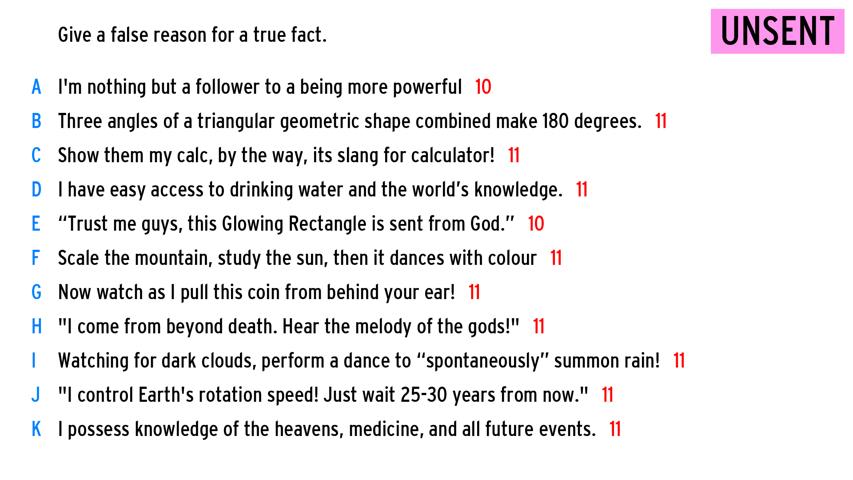 Give a false reason for a true fact.
UNSENT
A I'm nothing but a follower to a being more powerful 10
B Three angles of a triangular geometric shape combined make 180 degrees. 11
C Show them my calc, by the way, its slang for calculator! 11
D I have easy access to drinking water and the world’s knowledge. 11
E “Trust me guys, this Glowing Rectangle is sent from God.” 10
F Scale the mountain, study the sun, then it dances with colour 11
G Now watch as I pull this coin from behind your ear! 11
H "I come from beyond death. Hear the melody of the gods!" 11
I Watching for dark clouds, perform a dance to “spontaneously” summon rain! 11
J "I control Earth's rotation speed! Just wait 25-30 years from now." 11
K I possess knowledge of the heavens, medicine, and all future events. 11